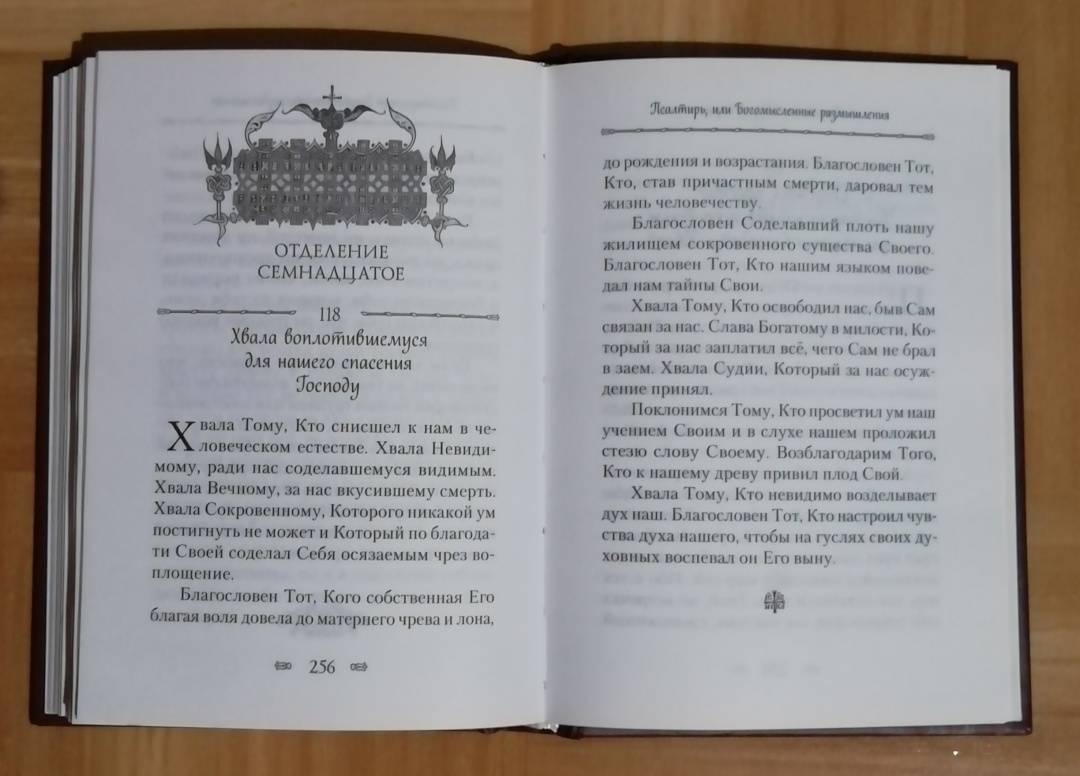 ОТДЕЛЕНИЕ
СЕМНАДЦАТОЕ
118
Хвала воплотившемуся
для нашего спасения
Господу
Хвала Тому, Кто снисшел к нам в че-
ловеческом естестве. Хвала Невиди-
мому, ради нас соделавшемуся видимым.
Хвала Вечному, за нас вкусившему смерть.
Хвала Сокровенному, Которого никакой ум
постигнуть не может и Который по благода-
ти Своей соделал Себя осязаемым чрез во-
площение.
Благословен Тот, Кого собственная Его
благая воля довела до матернего чрева и лона,
256
Псалтирь, или Богомысленные размышления
до рождения и возрастания. Благословен Тот,
Кто, став причастным смерти, даровал тем
жизнь человечеству.
Благословен Соделавший плоть нашу
жилищем сокровенного существа Своего.
Благословен Тот, Кто нашим языком пове-
дал нам тайны Свои.
Хвала Тому, Кто освободил нас, быв Сам
связан за нас. Слава Богатому в милости, Ко-
торый за нас заплатил всё, чего Сам не брал
в заем. Хвала Судии, Который за нас осуж-
дение принял.
Поклонимся Тому, Кто просветил ум наш
учением Своим и в слухе нашем проложил
стезю слову Своему. Возблагодарим Того,
Кто к нашему древу привил плод Свой.
Хвала Тому, Кто невидимо возделывает
дух наш. Благословен Тот, Кто настроил чув-
ства духа нашего, чтобы на гуслях своих ду-
ховных воспевал он Его выну.